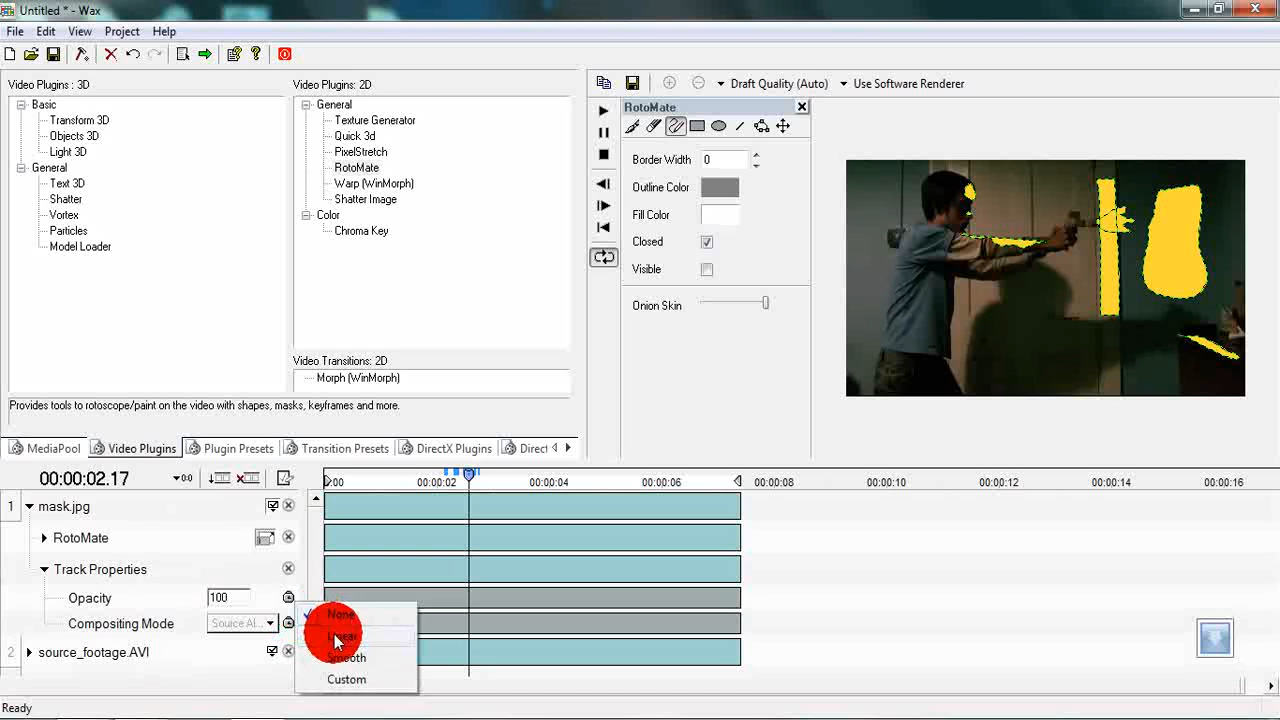 Untitled * - Wax
File Edit View Project Help
Draft Quality (Auto) Use Software Renderer
Video Plugins : 3D
Basic
Transform 3D
Objects 3D
Light 3D
General
Text 3D
Shatter
Vortex
Particles
Model Loader
Video Plugins: 2D
General
Texture Generator
Quick 3d
PixelStretch
RotoMate
Warp (WinMorph)
Shatter Image
Color
Chroma Key
Video Transitions: 2D
Morph (WinMorph)
Provides tools to rotoscope/paint on the video with shapes, masks, keyframes and more.
MediaPool Video Plugins Plugin Presets Transition Presets DirectX Plugins Direct
RotoMate
Border Width 0
Outline Color
Fill Color
Closed
Visible
Onion Skin
00:00:02.17 0:0 :00 00:00:02 00:00:04 00:00:06 00:00:08 00:00:10 00:00:12 00:00:14 00:00:16
1 mask.jpg
RotoMate
Track Properties
Opacity 100
Compositing Mode Source Al...
2 source_footage.AVI
None
Linear
Smooth
Custom
Ready